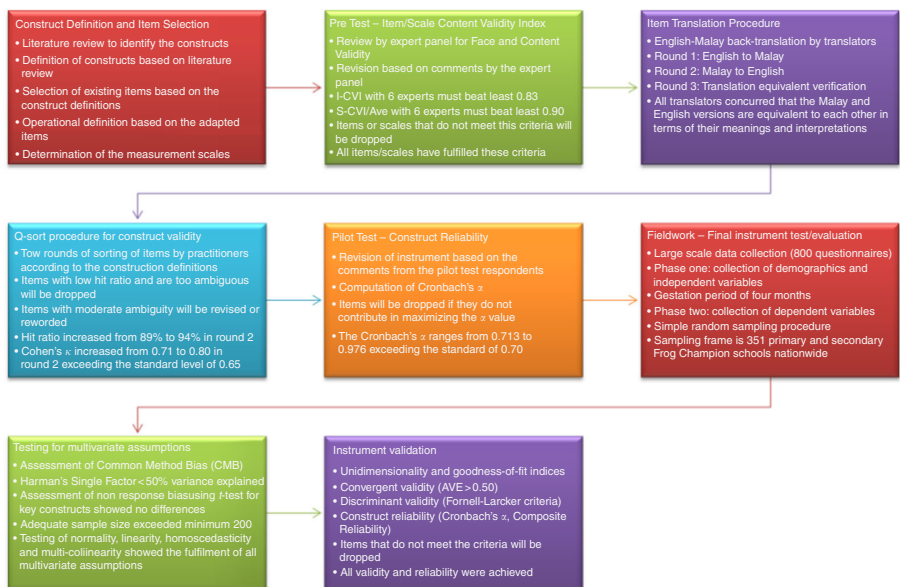 Construct Definition and Item Selection
• Literature review to identify the constructs
• Definition of constructs based on literature
review
• Selection of existing items based on the
construct definitions
• Operational definition based on the adapted
items
• Determination of the measurement scales
Pre Test – Item/Scale Content Validity Index
• Review by expert panel for Face and Content
Validity
• Revision based on comments by the expert
panel
• I-CVI with 6 experts must beat least 0.83
• S-CVI/Ave with 6 experts must beat least 0.90
• Items or scales that do not meet this criteria will
be dropped
• All items/scales have fulfilled these criteria
Item Translation Procedure
• English-Malay back-translation by translators
• Round 1: English to Malay
• Round 2: Malay to English
• Round 3: Translation equivalent verification
• All translators concurred that the Malay and
English versions are equivalent to each other in
terms of their meanings and interpretations
Q-sort procedure for construct validity
• Tow rounds of sorting of items by practitioners
according to the construction definitions
• Items with low hit ratio and are too ambiguous
will be dropped
• Items with moderate ambiguity will be revised or
reworded
• Hit ratio increased from 89% to 94% in round 2
• Cohen's κ increased from 0.71 to 0.80 in
round 2 exceeding the standard level of 0.65
Pilot Test – Construct Reliability
• Revision of instrument based on the
comments from the pilot test respondents
• Computation of Cronbach's α
• Items will be dropped if they do not
contribute in maximizing the α value
• The Cronbach's α ranges from 0.713 to
0.976 exceeding the standard of 0.70
Fieldwork – Final instrument test/evaluation
• Large scale data collection (800 questionnaires)
• Phase one: collection of demographics and
independent variables
• Gestation period of four months
• Phase two: collection of dependent variables
• Simple random sampling procedure
• Sampling frame is 351 primary and secondary
Frog Champion schools nationwide
Testing for multivariate assumptions
• Assessment of Common Method Bias (CMB)
• Harman's Single Factor<50% variance explained
• Assessment of non response biasusing t-test for
key constructs showed no differences
• Adequate sample size exceeded minimum 200
• Testing of normality, linearity, homoscedasticity
and multi-coliinearity showed the fulfilment of all
multivariate assumptions
Instrument validation
• Unidimensionality and goodness-of-fit indices
• Convergent validity (AVE>0.50)
• Discriminant validity (Fornell-Larcker criteria)
• Construct reliability (Cronbach's α, Composite
Reliability)
• Items that do not meet the criteria will be
dropped
• All validity and reliability were achieved